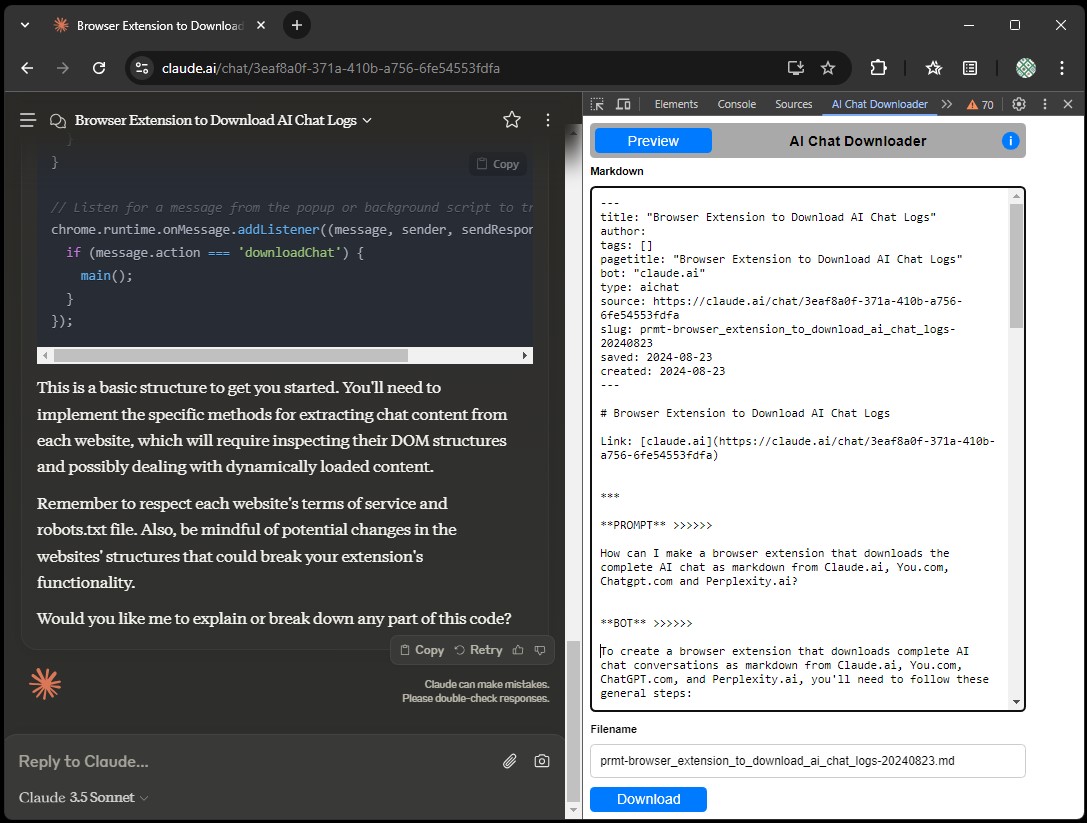 Browser Extension to Download
claude.ai/chat/3eaf8a0f-371a-410b-a756-6fe54553fdfa
Browser Extension to Download AI Chat Logs
}
}
Copy
// Listen for a message from the popup or background script to tr
chrome.runtime.onMessage.addListener((message, sender, sendRespon
if (message.action === 'downloadChat') {
main();
}
});
This is a basic structure to get you started. You'll need to
implement the specific methods for extracting chat content from
each website, which will require inspecting their DOM structures
and possibly dealing with dynamically loaded content.
Remember to respect each website's terms of service and
robots.txt file. Also, be mindful of potential changes in the
websites' structures that could break your extension's
functionality.
Would you like me to explain or break down any part of this code?
Copy Retry
Claude can make mistakes.
Please double-check responses.
Reply to Claude...
Claude 3.5 Sonnet
Elements Console Sources AI Chat Downloader 70
Preview AI Chat Downloader i
Markdown
---
title: "Browser Extension to Download AI Chat Logs"
author:
tags: []
pagetitle: "Browser Extension to Download AI Chat Logs"
bot: "claude.ai"
type: aichat
source: https://claude.ai/chat/3eaf8a0f-371a-410b-a756-
6fe54553fdfa
slug: prmt-browser_extension_to_download_ai_chat_logs-
20240823
saved: 2024-08-23
created: 2024-08-23
---
# Browser Extension to Download AI Chat Logs
Link: [claude.ai](https://claude.ai/chat/3eaf8a0f-371a-410b-
a756-6fe54553fdfa)
***
**PROMPT** >>>>>>
How can I make a browser extension that downloads the
complete AI chat as markdown from Claude.ai, You.com,
Chatgpt.com and Perplexity.ai?
**BOT** >>>>>>
To create a browser extension that downloads complete AI
chat conversations as markdown from Claude.ai, You.com,
ChatGPT.com, and Perplexity.ai, you'll need to follow these
general steps:
Filename
prmt-browser_extension_to_download_ai_chat_logs-20240823.md
Download